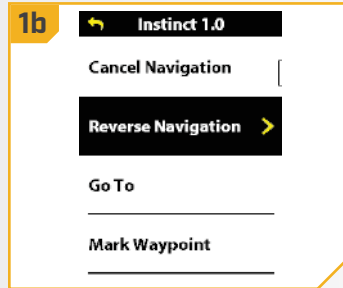 1b
Instinct 1.0
Cancel Navigation
Reverse Navigation
Go To
Mark Waypoint